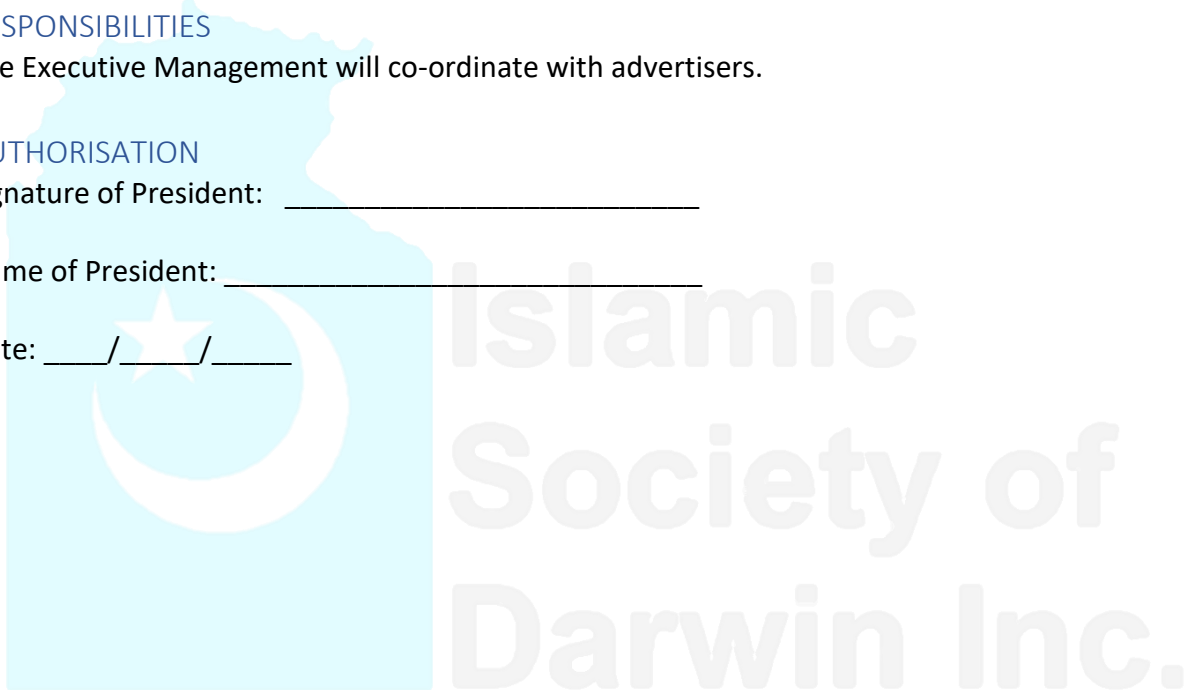 SPONSIBILITIES
e Executive Management will co-ordinate with advertisers.
UTHORISATION
gnature of President: __________________________
me of President: ______________________________
te: ____/_____/_____
Islamic
Society of
Darwin Inc.